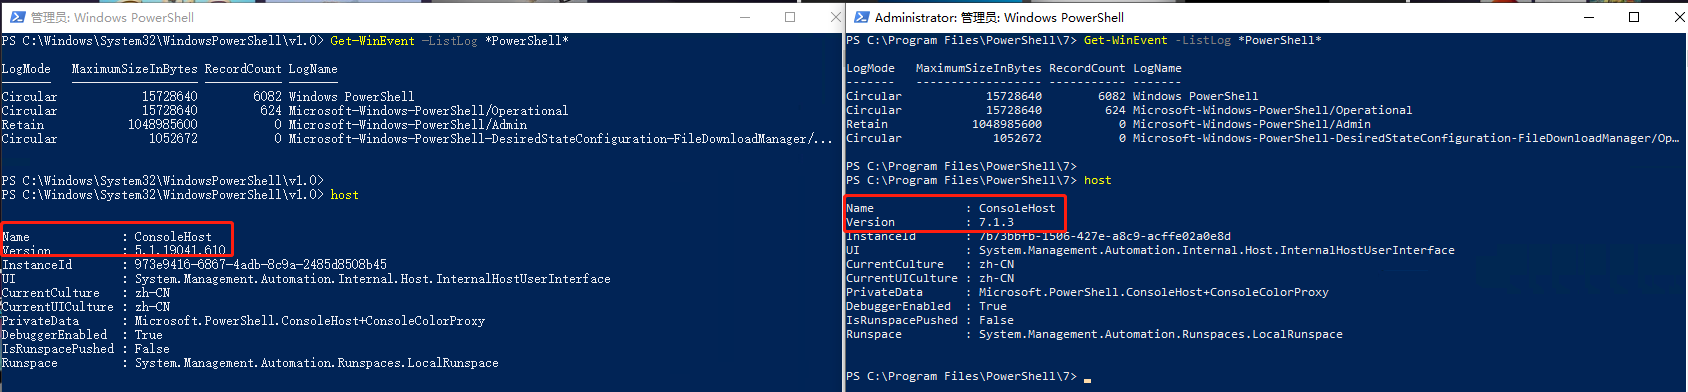 管理员: Windows PowerShell
PS C:\Windows\System32\WindowsPowerShell\v1.0> Get-WinEvent -ListLog *PowerShell*
LogMode   MaximumSizeInBytes RecordCount LogName
-------   ------------------ ----------- -------
Circular            15728640        6082 Windows PowerShell
Circular            15728640         624 Microsoft-Windows-PowerShell/Operational
Retain            1048985600           0 Microsoft-Windows-PowerShell/Admin
Circular             1052672           0 Microsoft-Windows-PowerShell-DesiredStateConfiguration-FileDownloadManager/...
PS C:\Windows\System32\WindowsPowerShell\v1.0>
PS C:\Windows\System32\WindowsPowerShell\v1.0> host
Name             : ConsoleHost
Version          : 5.1.19041.610
InstanceId       : 973e9416-6867-4adb-8c9a-2485d8508b45
UI               : System.Management.Automation.Internal.Host.InternalHostUserInterface
CurrentCulture   : zh-CN
CurrentUICulture : zh-CN
PrivateData      : Microsoft.PowerShell.ConsoleHost+ConsoleColorProxy
DebuggerEnabled  : True
IsRunspacePushed : False
Runspace         : System.Management.Automation.Runspaces.LocalRunspace
Administrator: 管理员: Windows PowerShell
PS C:\Program Files\PowerShell\7> Get-WinEvent -ListLog *PowerShell*
LogMode   MaximumSizeInBytes RecordCount LogName
-------   ------------------ ----------- -------
Circular            15728640        6082 Windows PowerShell
Circular            15728640         624 Microsoft-Windows-PowerShell/Operational
Retain            1048985600           0 Microsoft-Windows-PowerShell/Admin
Circular             1052672           0 Microsoft-Windows-PowerShell-DesiredStateConfiguration-FileDownloadManager/Op…
PS C:\Program Files\PowerShell\7>
PS C:\Program Files\PowerShell\7> host
Name             : ConsoleHost
Version          : 7.1.3
InstanceId       : 7b73bbfb-1506-427e-a8c9-acffe02a0e8d
UI               : System.Management.Automation.Internal.Host.InternalHostUserInterface
CurrentCulture   : zh-CN
CurrentUICulture : zh-CN
PrivateData      : Microsoft.PowerShell.ConsoleHost+ConsoleColorProxy
DebuggerEnabled  : True
IsRunspacePushed : False
Runspace         : System.Management.Automation.Runspaces.LocalRunspace
PS C:\Program Files\PowerShell\7>